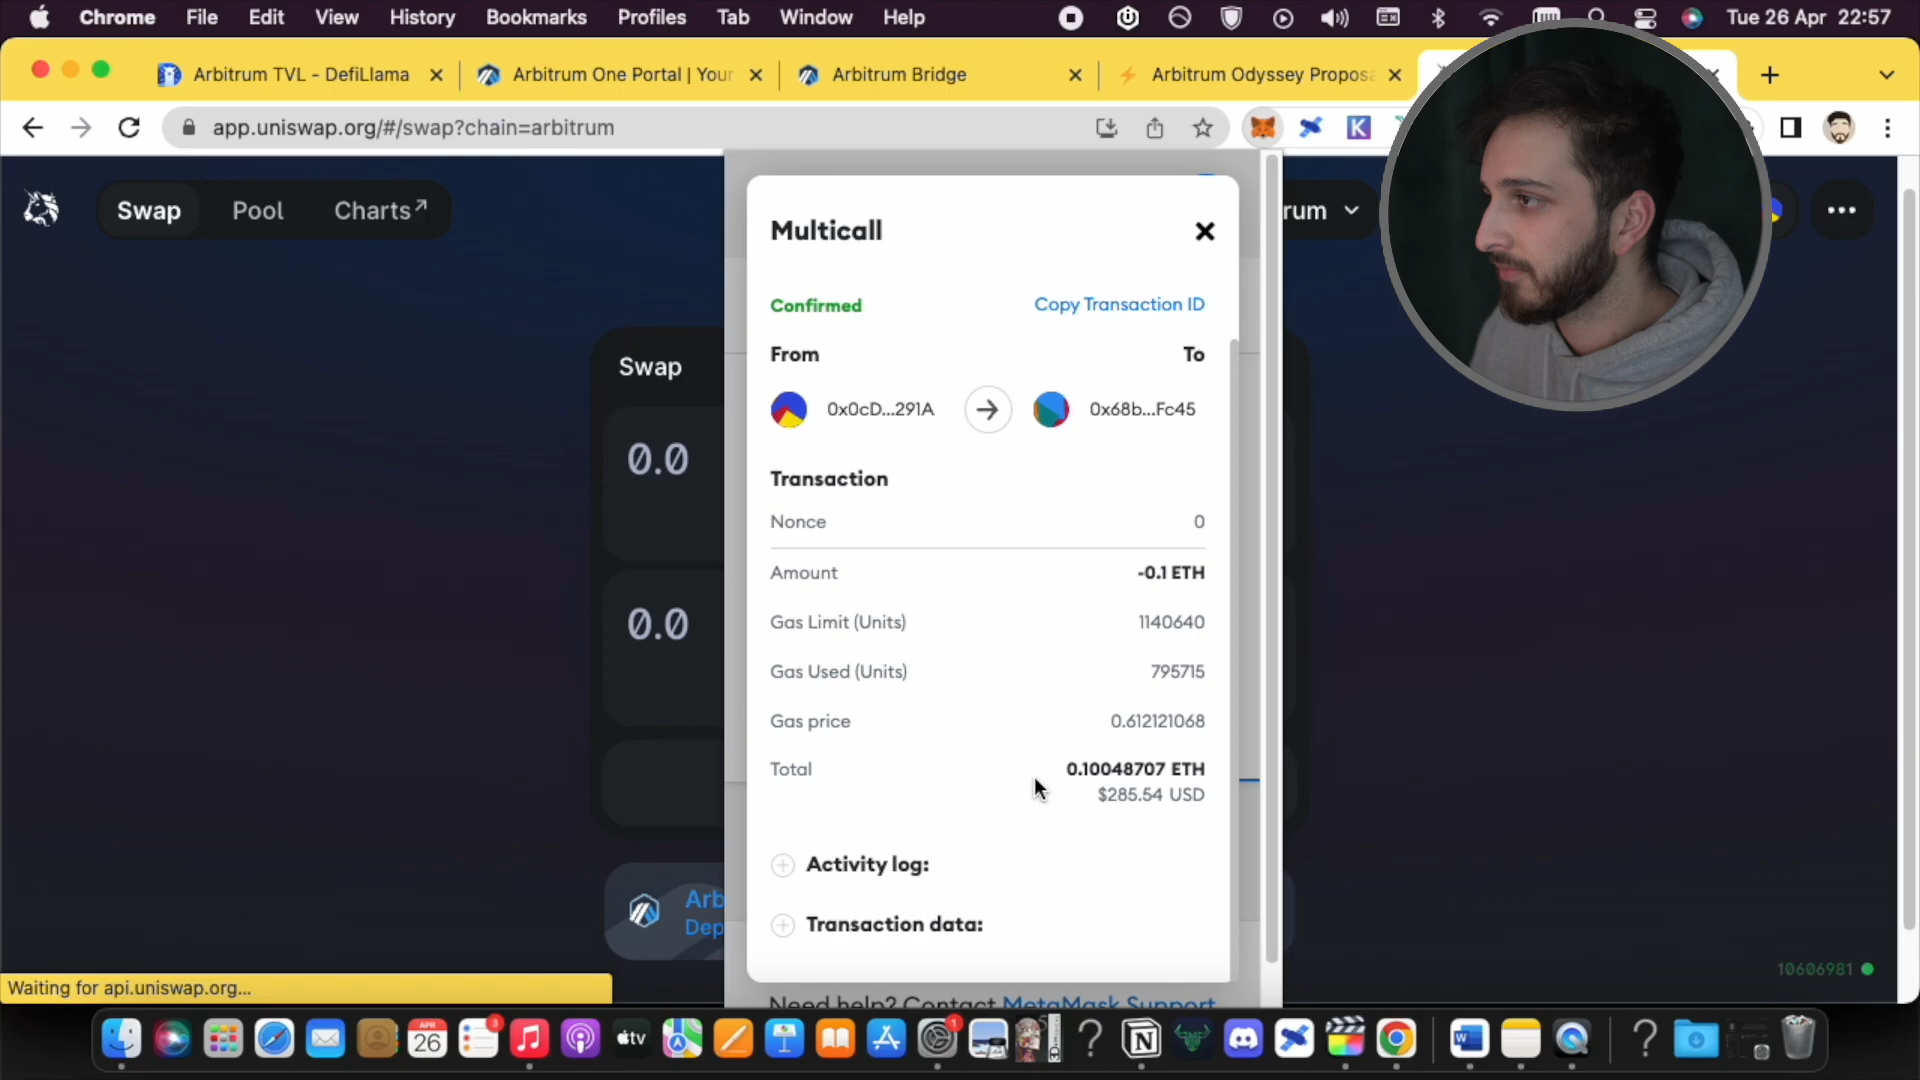 Chrome File Edit View History Bookmarks Profiles Tab Window Help Tue 26 Apr 22:57
Arbitrum TVL - DefiLlama Arbitrum One Portal | Your Arbitrum Bridge Arbitrum Odyssey Propos
app.uniswap.org/#/swap?chain=arbitrum
Swap Pool Charts↗ rum
Multicall
Confirmed Copy Transaction ID
From To
Swap
0x0cD...291A 0x68b...Fc45
0.0
Transaction
Nonce 0
Amount -0.1 ETH
0.0
Gas Limit (Units) 1140640
Gas Used (Units) 795715
Gas price 0.612121068
Total 0.10048707 ETH
$285.54 USD
Activity log:
Arb
Dep
Transaction data:
10606981
Waiting for api.uniswap.org...
Need help? Contact MetaMask Support
APR
26
3
tv
1